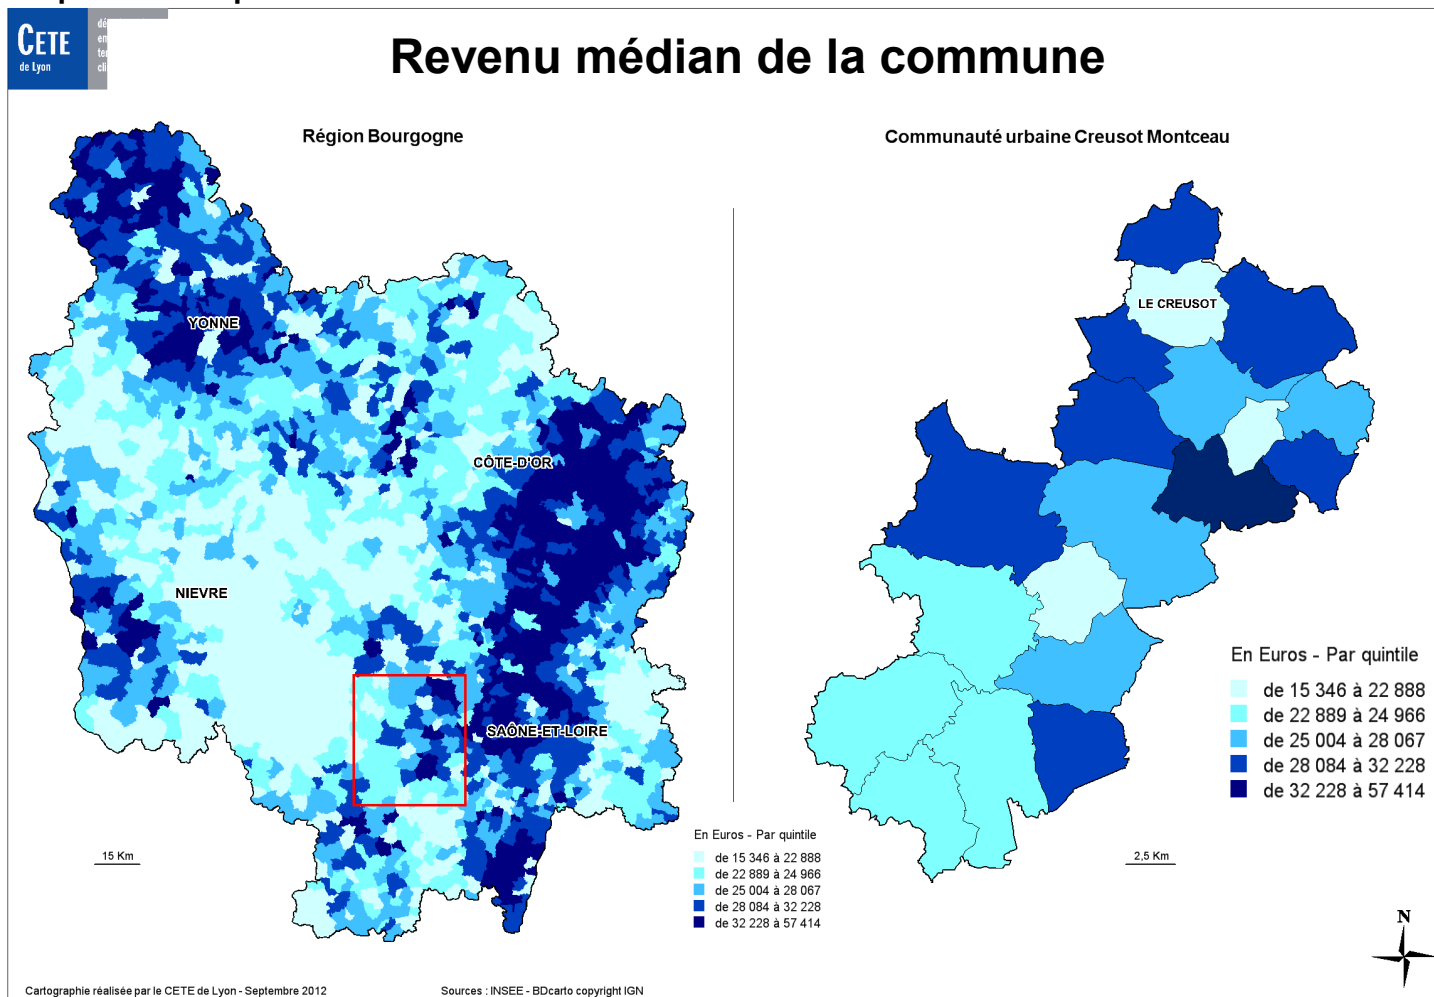 CETE
de Lyon
Revenu médian de la commune
Région Bourgogne
Communauté urbaine Creusot Montceau
YONNE
CÔTE-D'OR
NIEVRE
SAÔNE-ET-LOIRE
LE CREUSOT
15 Km
En Euros - Par quintile
de 15 346 à 22 888
de 22 889 à 24 966
de 25 004 à 28 067
de 28 084 à 32 228
de 32 228 à 57 414
En Euros - Par quintile
de 15 346 à 22 888
de 22 889 à 24 966
de 25 004 à 28 067
de 28 084 à 32 228
de 32 228 à 57 414
2,5 Km
N
Cartographie réalisée par le CETE de Lyon - Septembre 2012
Sources : INSEE - BDcarto copyright IGN